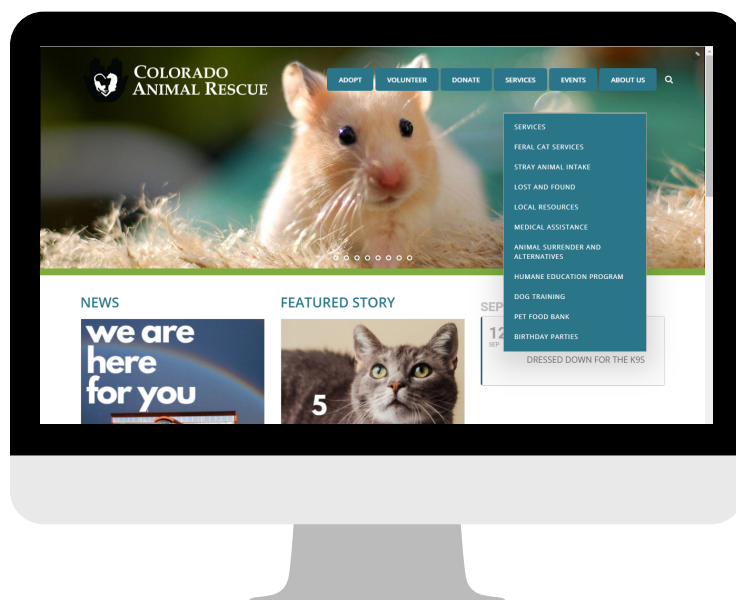 COLORADO
ANIMAL RESCUE
ADOPT
VOLUNTEER
DONATE
SERVICES
EVENTS
ABOUT US
SERVICES
FERAL CAT SERVICES
STRAY ANIMAL INTAKE
LOST AND FOUND
LOCAL RESOURCES
MEDICAL ASSISTANCE
ANIMAL SURRENDER AND
ALTERNATIVES
HUMANE EDUCATION PROGRAM
DOG TRAINING
PET FOOD BANK
BIRTHDAY PARTIES
NEWS
we are
here
for you
FEATURED STORY
5
SEP
12
SEP
DRESSED DOWN FOR THE K9S